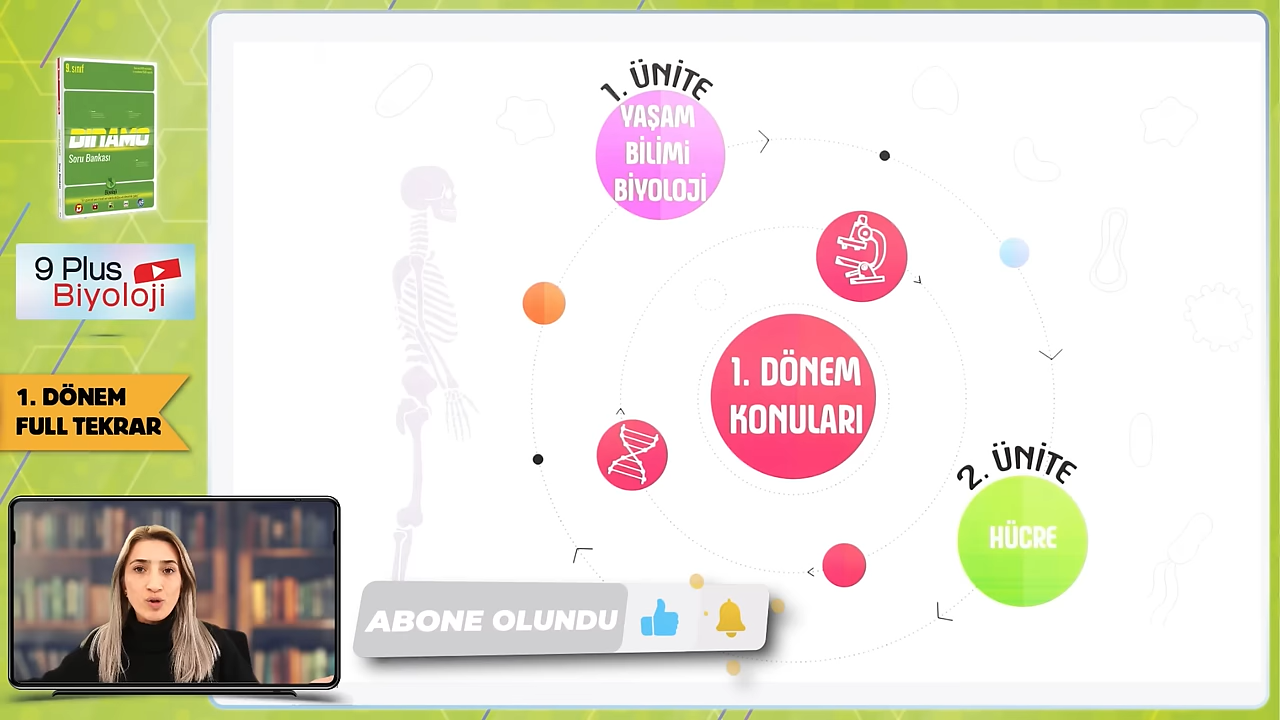 9. sınıf
DİNAMO
Soru Bankası
Biyoloji
9 Plus
Biyoloji
1. DÖNEM
FULL TEKRAR
1. ÜNİTE
YAŞAM
BİLİMİ
BİYOLOJİ
1. DÖNEM
KONULARI
2. ÜNİTE
HÜCRE
ABONE OLUNDU